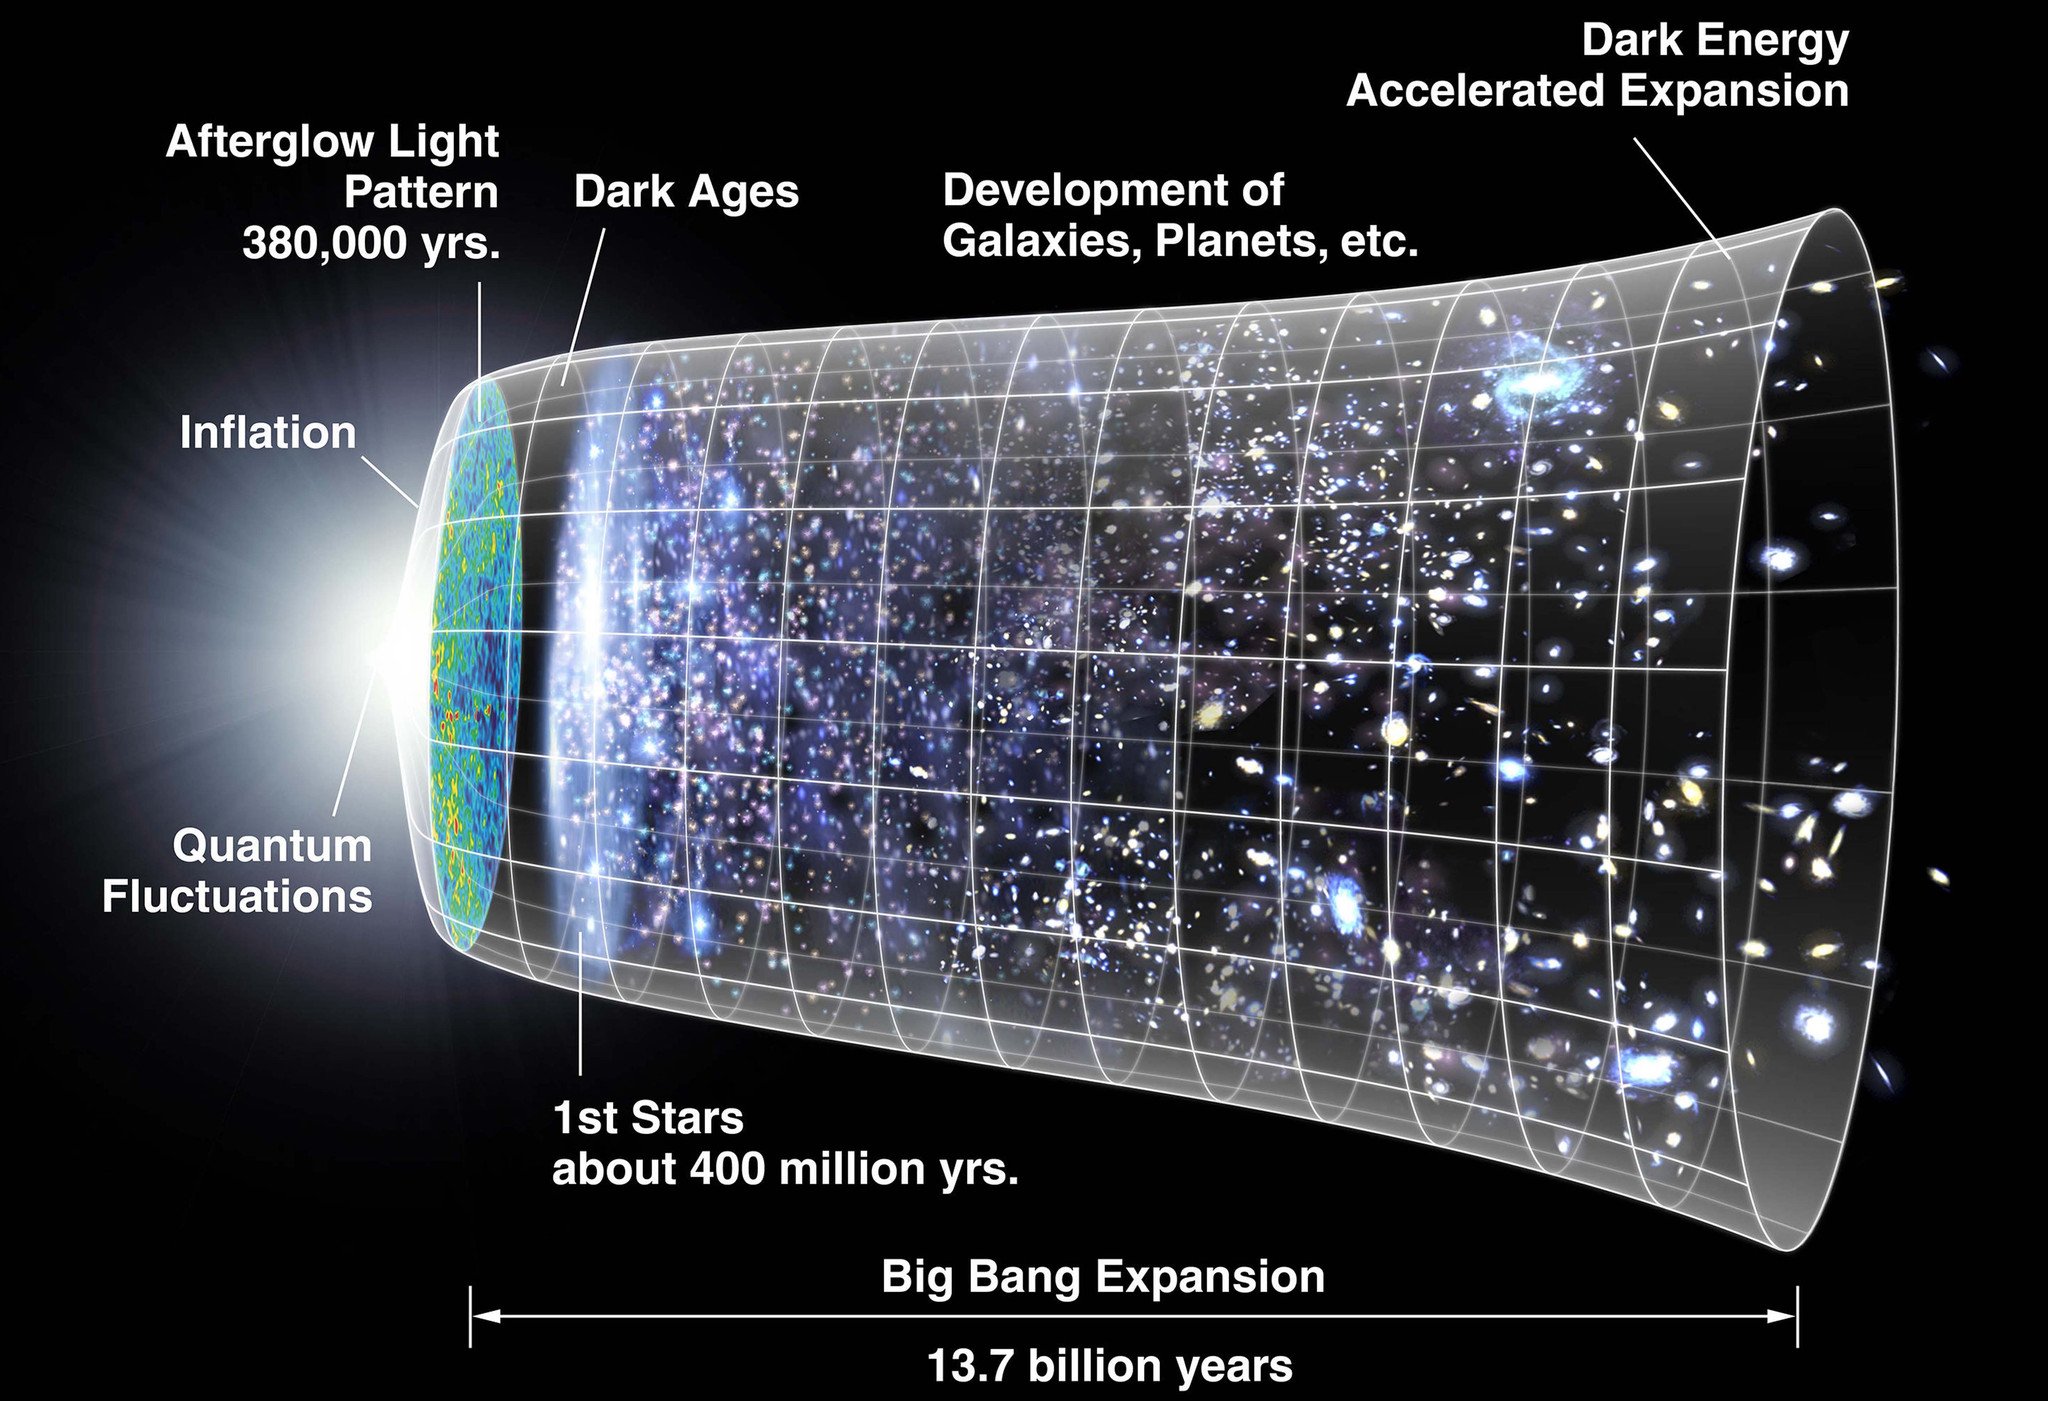 Dark Energy
Accelerated Expansion
Afterglow Light
Pattern
380,000 yrs.
Dark Ages
Development of
Galaxies, Planets, etc.
Inflation
Quantum
Fluctuations
1st Stars
about 400 million yrs.
Big Bang Expansion
13.7 billion years